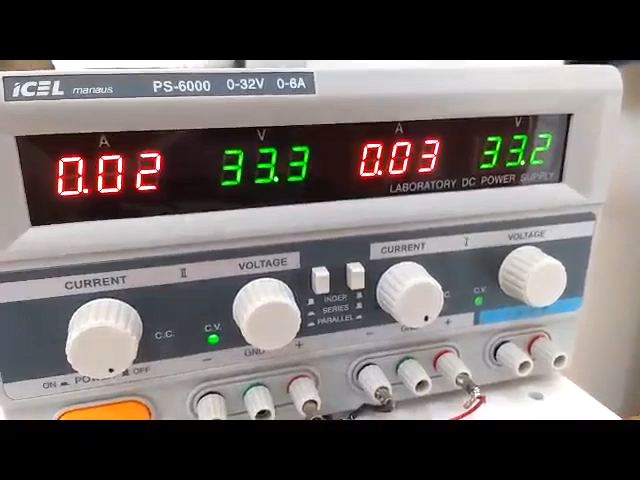 ICEL manaus PS-6000 0-32V 0-6A
A V A V
0.02 33.3 0.03 33.2
LABORATORY DC POWER SUPPLY
CURRENT II VOLTAGE CURRENT I VOLTAGE
INDEP
SERIES
PARALLEL
C.C. C.V. C.V.
- GND + - GND + - +
ON POWER OFF